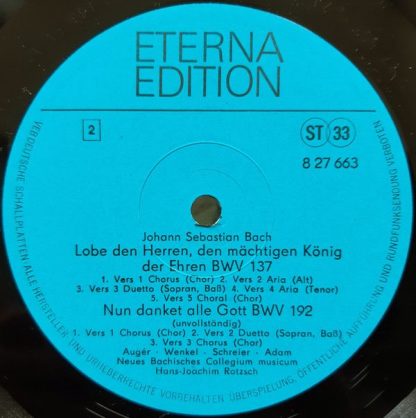 ETERNA
EDITION
2
ST 33
8 27 663
Johann Sebastian Bach
Lobe den Herren, den mächtigen König
der Ehren BWV 137
1. Vers 1 Chorus (Chor) 2. Vers 2 Aria (Alt)
3. Vers 3 Duetto (Sopran, Baß) 4. Vers 4 Aria (Tenor)
5. Vers 5 Choral (Chor)
Nun danket alle Gott BWV 192
(unvollständig)
1. Vers 1 Chorus (Chor) 2. Vers 2 Duetto (Sopran, Baß)
3. Vers 3 Chorus (Chor)
Augér - Wenkel - Schreier - Adam
Neues Bachisches Collegium musicum
Hans-Joachim Rotzsch
VEB DEUTSCHE SCHALLPLATTEN ALLE HERSTELLER UND URHEBERRECHTE VORBEHALTEN ÜBERSPIELUNG, ÖFFENTLICHE AUFFÜHRUNG UND RUNDFUNKSENDUNG VERBOTEN